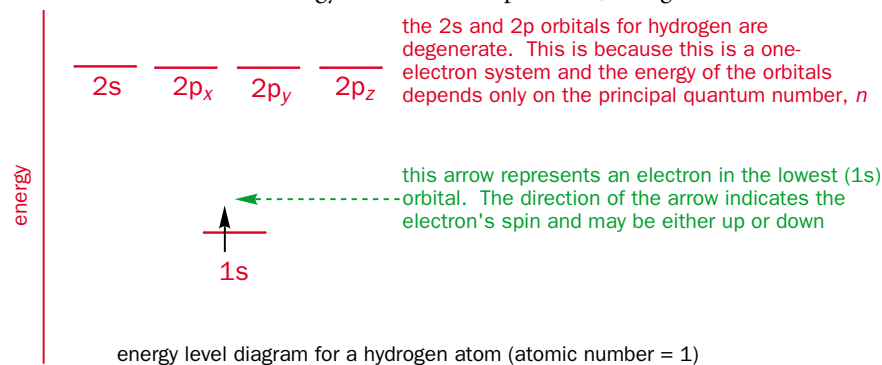 the 2s and 2p orbitals for hydrogen are
degenerate. This is because this is a one-
electron system and the energy of the orbitals
depends only on the principal quantum number, n
2s 2px 2py 2pz
energy
this arrow represents an electron in the lowest (1s)
orbital. The direction of the arrow indicates the
electron's spin and may be either up or down
1s
energy level diagram for a hydrogen atom (atomic number = 1)